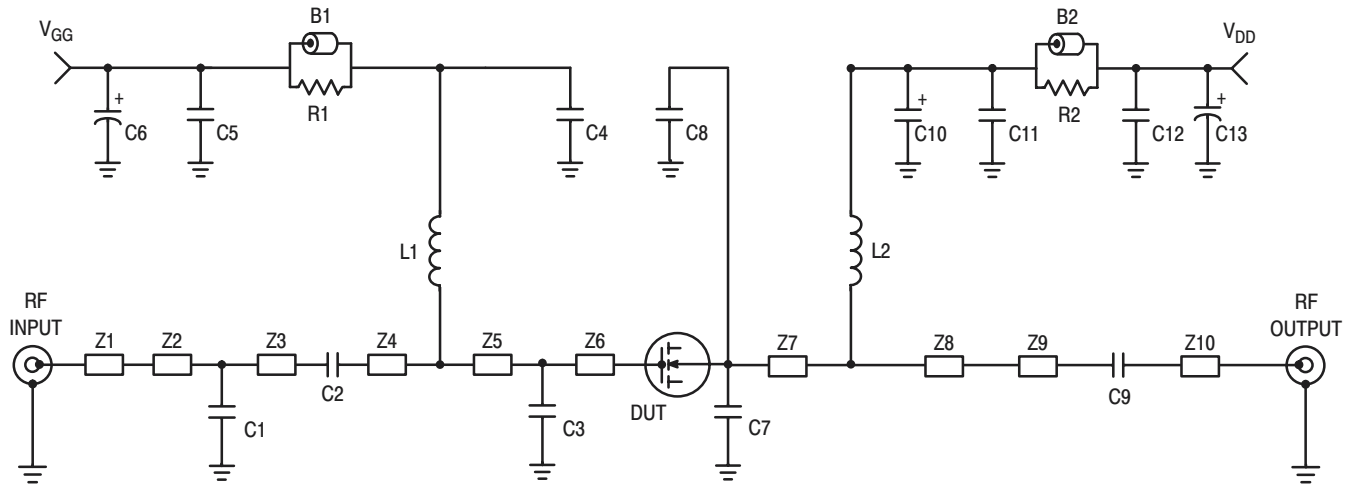 B1
B2
VGG
VDD
+
C6
C5
R1
C4
C8
+
C10
C11
R2
C12
+
C13
L1
L2
RF
INPUT
Z1
Z2
Z3
Z4
Z5
Z6
Z7
Z8
Z9
Z10
RF
OUTPUT
C2
C9
DUT
C1
C3
C7